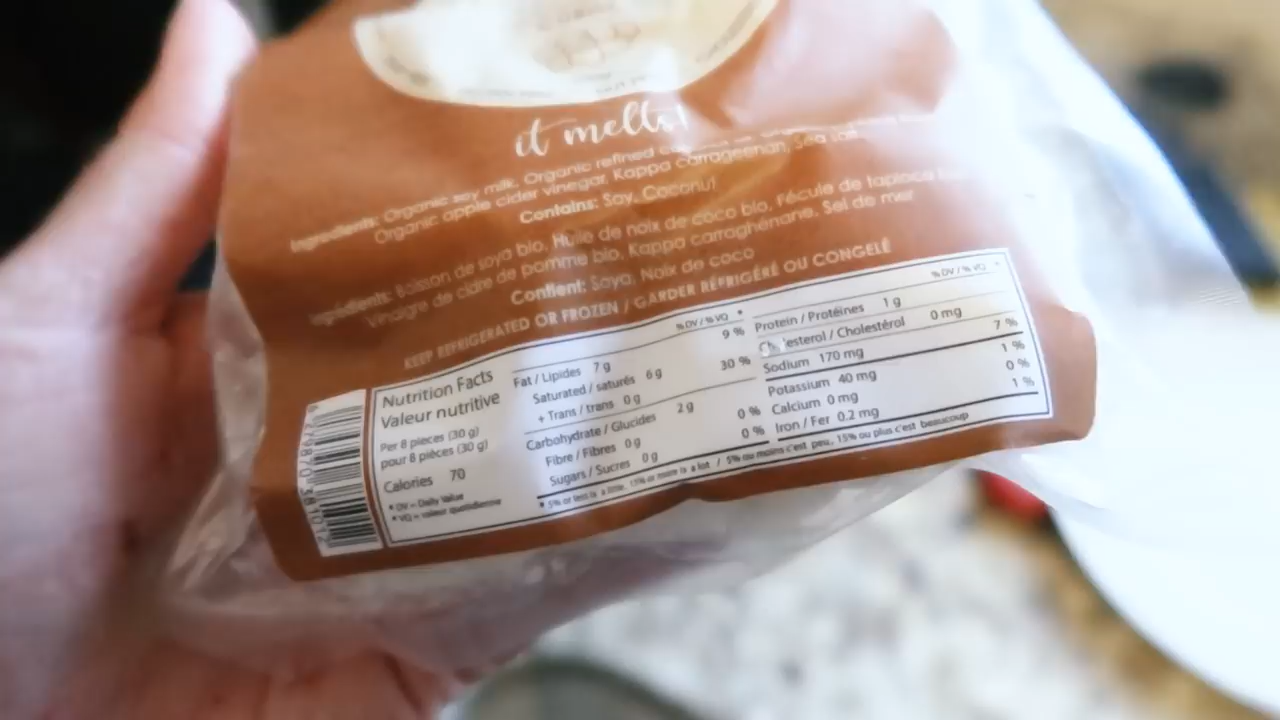 it melts!
Ingredients: Organic soy milk, Organic refined
Organic apple cider vinegar, Kappa carrageenan, Sea salt
Contains: Soy, Coconut
Ingrédients: Boisson de soya bio, Huile de noix de coco bio, Fécule de tapioca
Vinaigre de cidre de pomme bio, Kappa carraghénane, Sel de mer
Contient: Soya, Noix de coco
KEEP REFRIGERATED OR FROZEN / GARDER RÉFRIGÉRÉ OU CONGELÉ
Nutrition Facts
Valeur nutritive
Per 8 pieces (30 g)
pour 8 pièces (30 g)
Calories 70
* DV = Daily Value
* VQ = valeur quotidienne
% DV / % VQ *
Fat / Lipides 7 g 9 %
Saturated / saturés 6 g 30 %
+ Trans / trans 0 g
Carbohydrate / Glucides 2 g
Fibre / Fibres 0 g 0 %
Sugars / Sucres 0 g 0 %
% DV / % VQ *
Protein / Protéines 1 g
Cholesterol / Cholestérol 0 mg
Sodium 170 mg 7 %
Potassium 40 mg 1 %
Calcium 0 mg 0 %
Iron / Fer 0.2 mg 1 %
* 5% or less is a little, 15% or more is a lot / 5% ou moins c'est peu, 15% ou plus c'est beaucoup